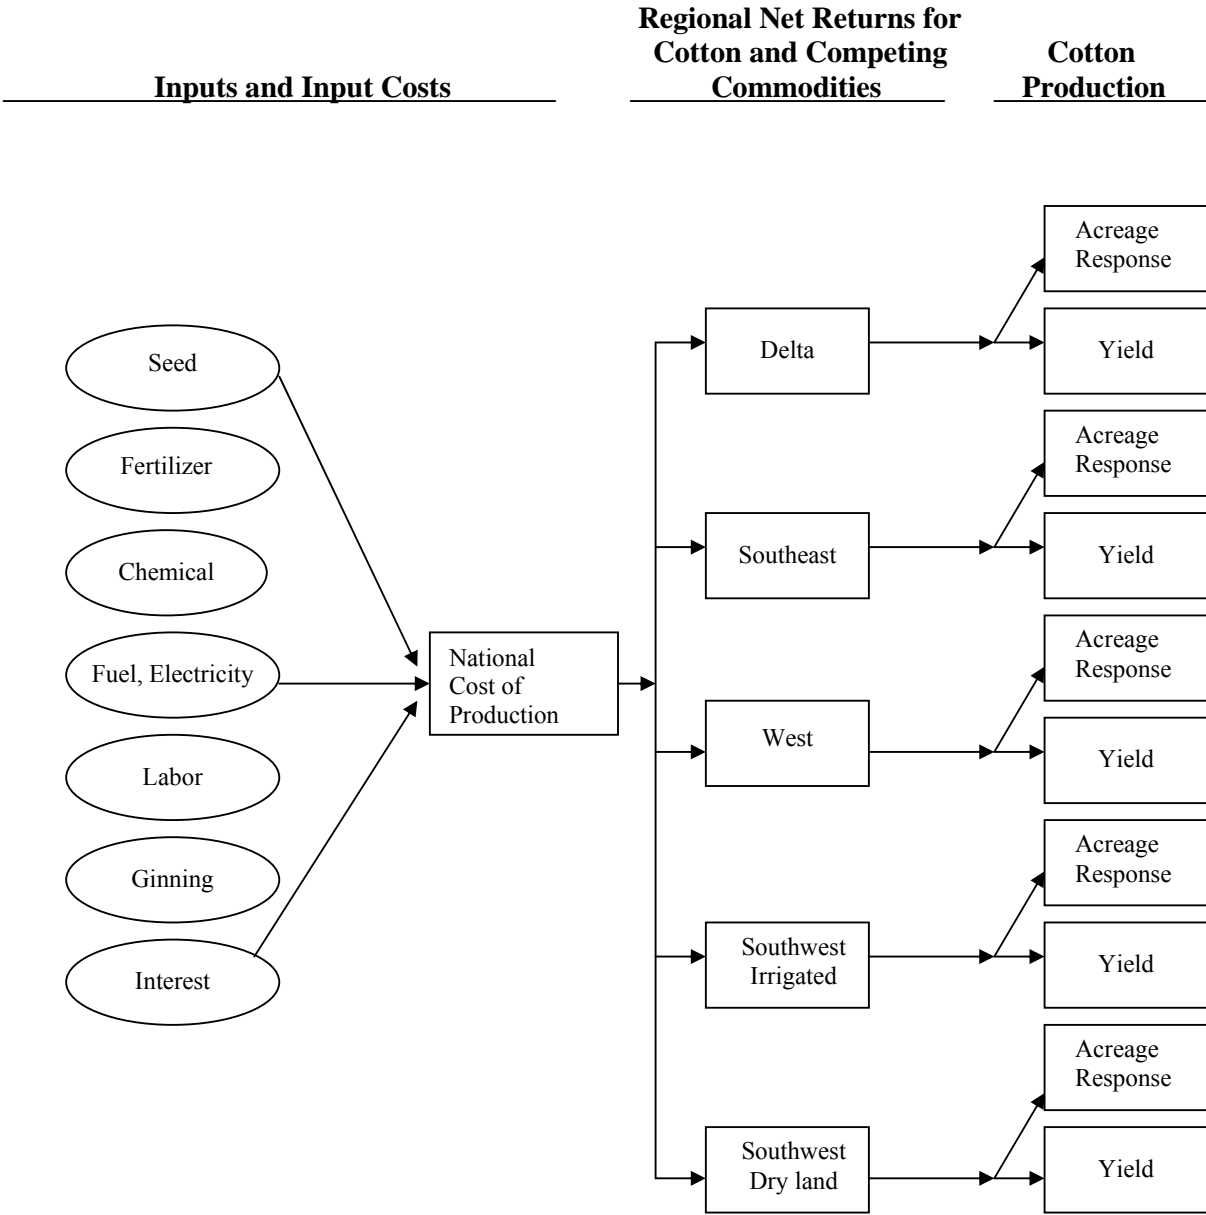 Regional Net Returns for
Cotton and Competing
Commodities
Cotton
Production
Inputs and Input Costs
Seed
Fertilizer
Chemical
Fuel, Electricity
Labor
Ginning
Interest
National
Cost of
Production
Delta
Southeast
West
Southwest
Irrigated
Southwest
Dry land
Acreage
Response
Yield
Acreage
Response
Yield
Acreage
Response
Yield
Acreage
Response
Yield
Acreage
Response
Yield